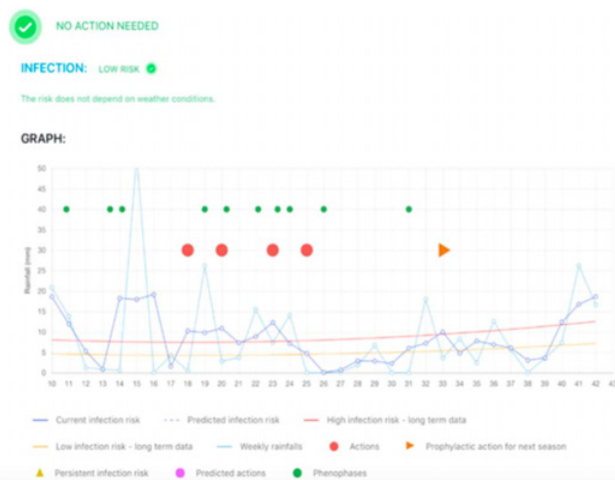 NO ACTION NEEDED
INFECTION: LOW RISK
The risk does not depend on weather conditions.
GRAPH:
50
45
40
35
30
25
20
15
10
5
0
Rainfall (mm)
10 11 12 13 14 15 16 17 18 19 20 21 22 23 24 25 26 27 28 29 30 31 32 33 34 35 36 37 38 39 40 41 42 43
Current infection risk Predicted infection risk High infection risk - long term data
Low infection risk - long term data Weekly rainfalls Actions Prophylactic action for next season
Persistent infection risk Predicted actions Phenophases